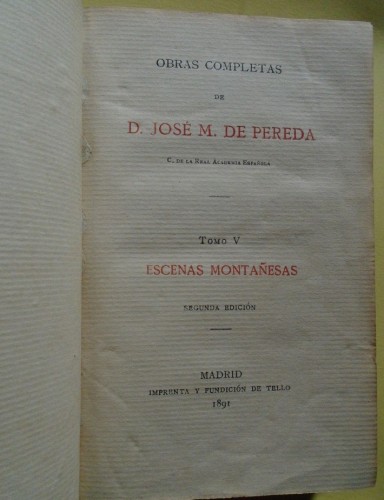 OBRAS COMPLETAS
DE
D. JOSÉ M. DE PEREDA
C. DE LA REAL ACADEMIA ESPAÑOLA
TOMO V
ESCENAS MONTAÑESAS
SEGUNDA EDICIÓN
MADRID
IMPRENTA Y FUNDICIÓN DE TELLO
1891